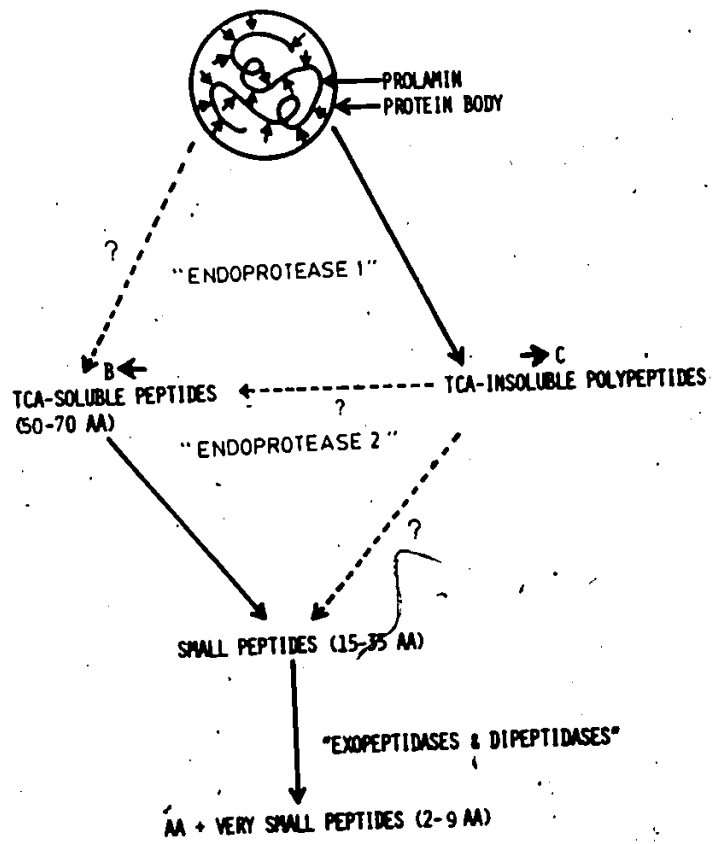 PROLAMIN
PROTEIN BODY
?
"ENDOPROTEASE 1"
B
C
TCA-SOLUBLE PEPTIDES
(50-70 AA)
TCA-INSOLUBLE POLYPEPTIDES
?
"ENDOPROTEASE 2"
?
SMALL PEPTIDES (15-35 AA)
"EXOPEPTIDASES & DIPEPTIDASES"
AA + VERY SMALL PEPTIDES (2-9 AA)